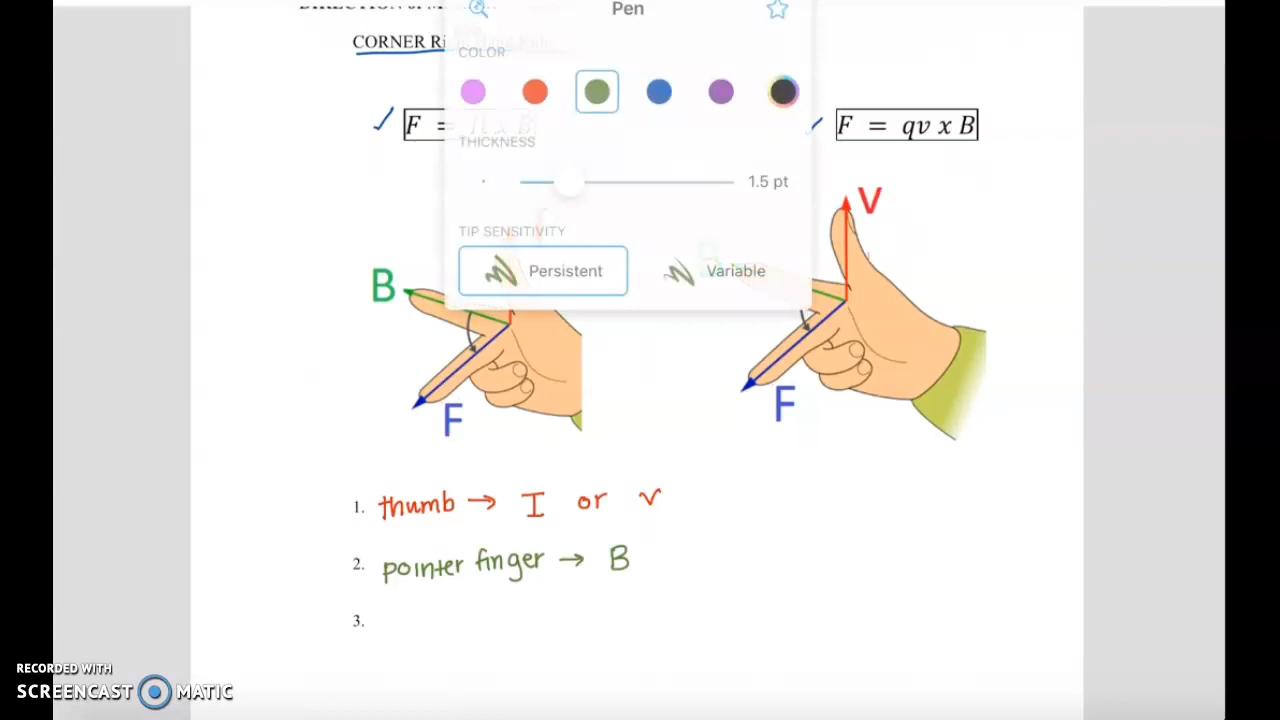 Pen
CORNER
COLOR
F = Il x B
F = qv x B
THICKNESS
1.5 pt
V
TIP SENSITIVITY
Persistent
Variable
B
B
F
F
1. thumb → I or v
2. pointer finger → B
3.
RECORDED WITH
SCREENCAST MATIC